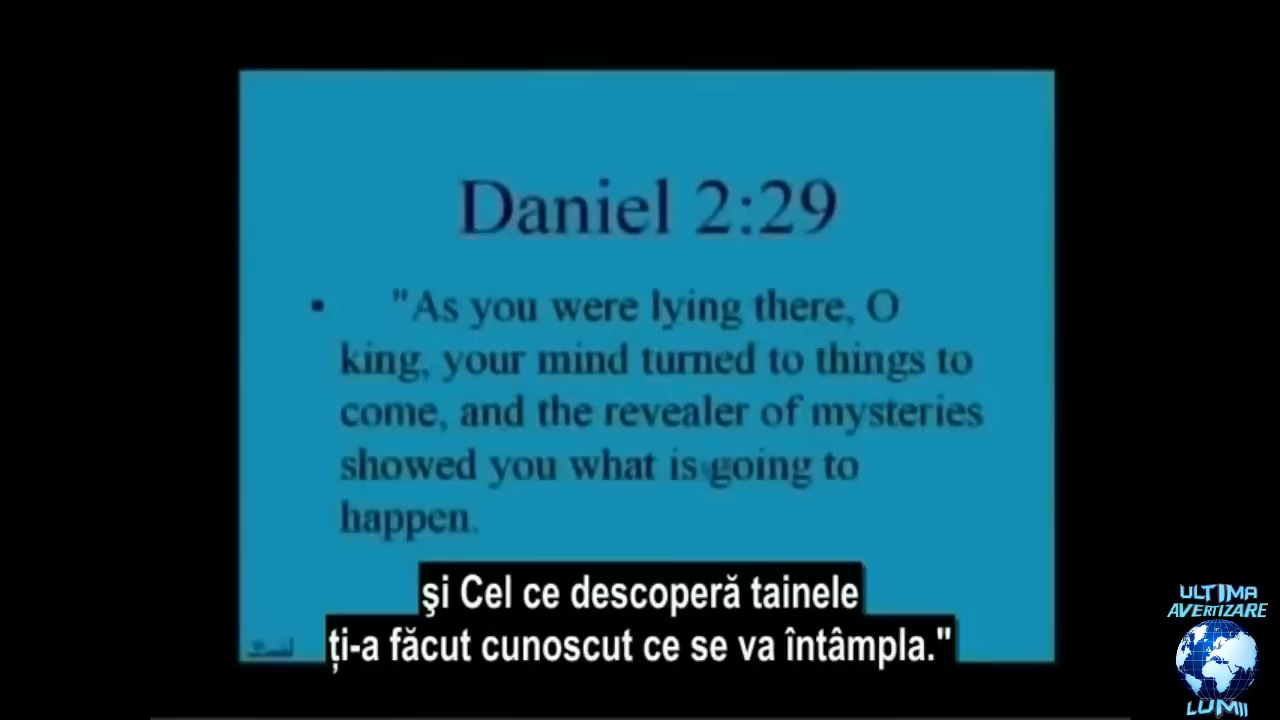 Daniel 2:29
• "As you were lying there, O
king, your mind turned to things to
come, and the revealer of mysteries
showed you what is going to
happen.
şi Cel ce descoperă tainele
ți-a făcut cunoscut ce se va întâmpla."
ULTIMA
AVERTIZARE
LUMII